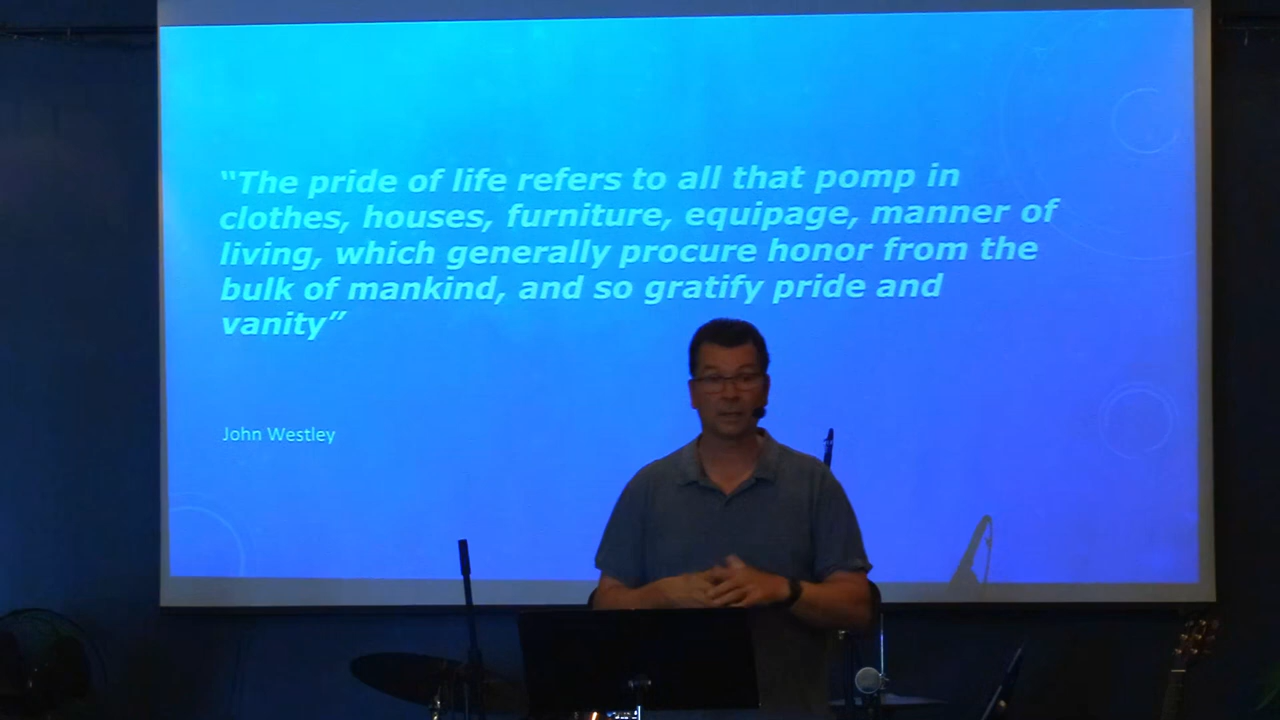 “The pride of life refers to all that pomp in
clothes, houses, furniture, equipage, manner of
living, which generally procure honor from the
bulk of mankind, and so gratify pride and
vanity”
John Westley